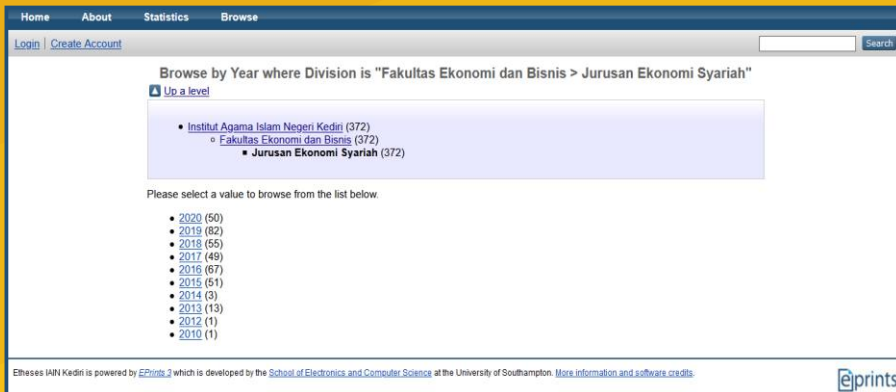 Home About Statistics Browse
Login | Create Account
Search
Browse by Year where Division is "Fakultas Ekonomi dan Bisnis > Jurusan Ekonomi Syariah"
Up a level
Institut Agama Islam Negeri Kediri (372)
Fakultas Ekonomi dan Bisnis (372)
Jurusan Ekonomi Syariah (372)
Please select a value to browse from the list below.
2020 (50)
2019 (82)
2018 (55)
2017 (49)
2016 (67)
2015 (51)
2014 (3)
2013 (13)
2012 (1)
2010 (1)
Etheses IAIN Kediri is powered by EPrints 3 which is developed by the School of Electronics and Computer Science at the University of Southampton. More information and software credits.
eprints